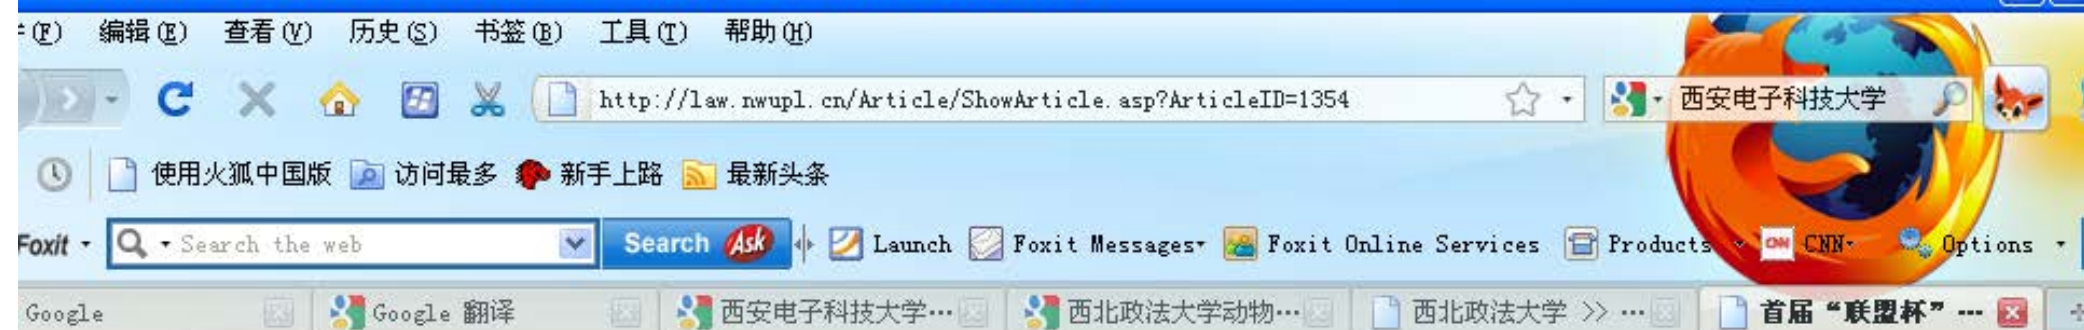 (F) 编辑(E) 查看(V) 历史(S) 书签(B) 工具(T) 帮助(H)
http://law.nwupl.cn/Article/ShowArticle.asp?ArticleID=1354 西安电子科技大学
使用火狐中国版 访问最多 新手上路 最新头条
Foxit Search the web Search Ask Launch Foxit Messages Foxit Online Services Products CNN CNN Options
Google Google 翻译 西安电子科技大学… 西北政法大学动物… 西北政法大学 >> … 首届“联盟杯” …